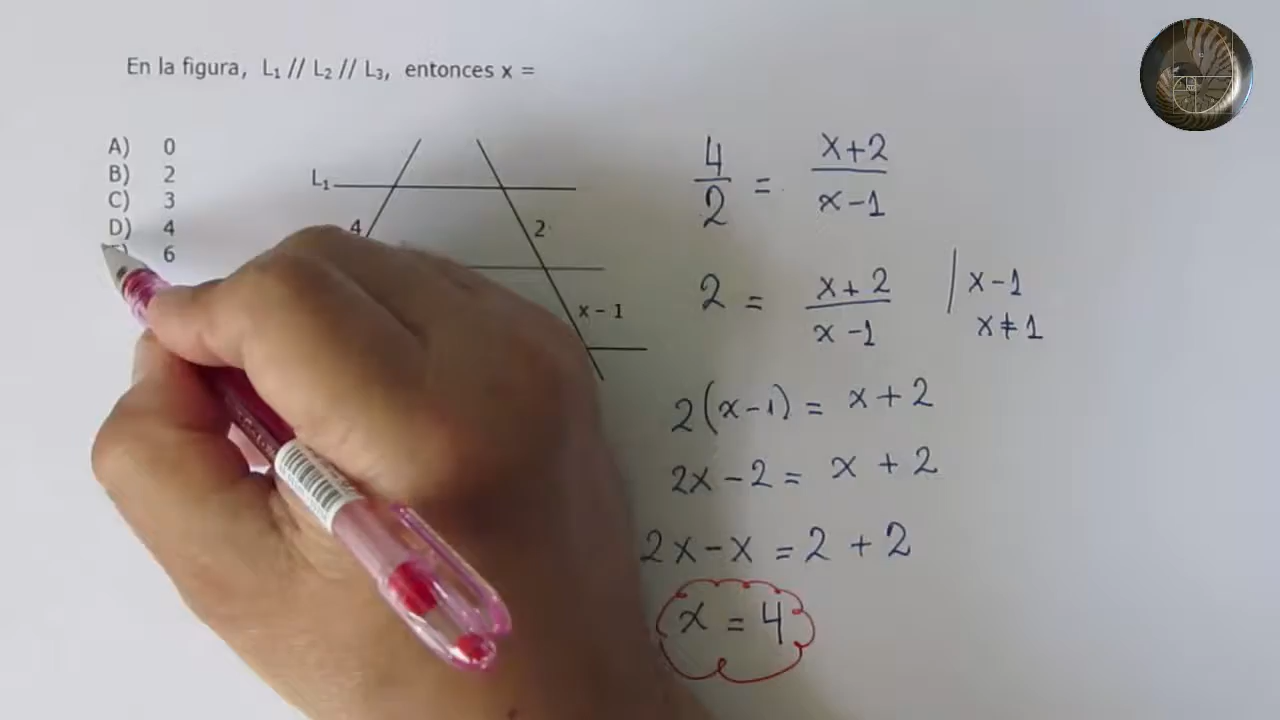 En la figura, L₁ // L₂ // L₃, entonces x =
A) 0
B) 2
C) 3
D) 4
6
L₁
4
2
x – 1
4/2 = (x+2)/(x-1)
2 = (x+2)/(x-1) | x-1
x≠1
2(x-1) = x+2
2x-2 = x+2
2x-x = 2+2
x = 4